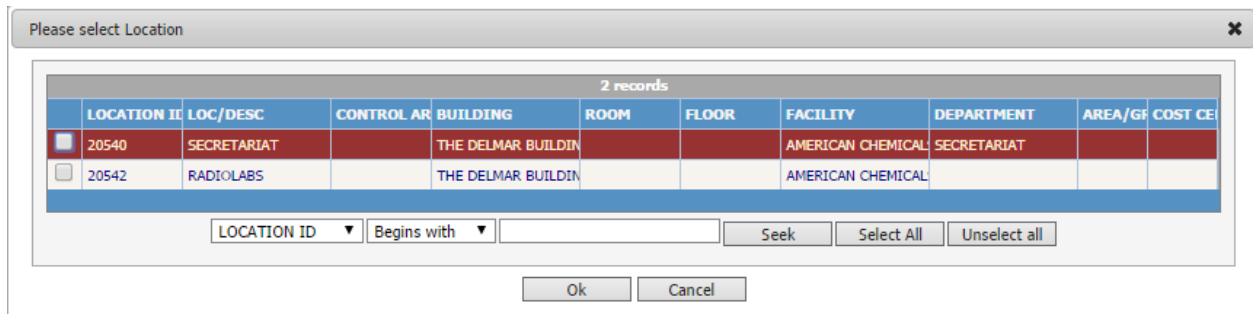 Please select Location
2 records
LOCATION ID LOC/DESC CONTROL AR BUILDING ROOM FLOOR FACILITY DEPARTMENT AREA/GF COST CE
20540 SECRETARIAT THE DELMAR BUILDIN AMERICAN CHEMICAL SECRETARIAT
20542 RADIOLABS THE DELMAR BUILDIN AMERICAN CHEMICAL
LOCATION ID Begins with Seek Select All Unselect all
Ok Cancel